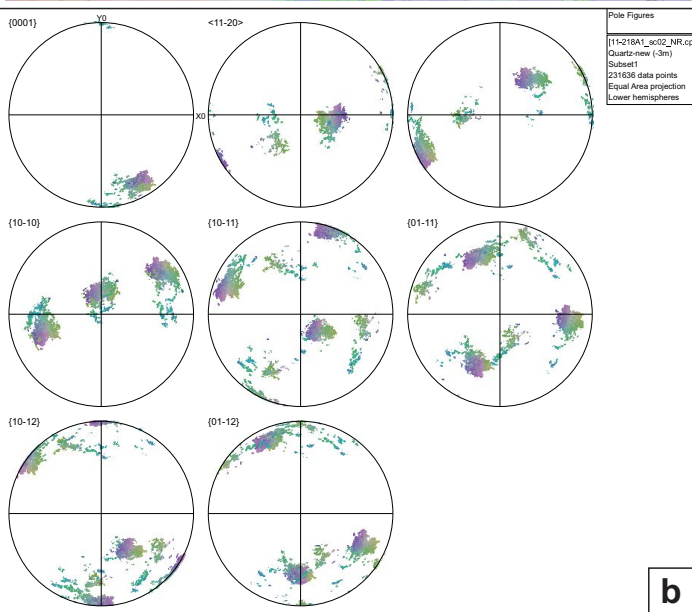 {0001}
Y0
<11-20>
X0
Pole Figures
[11-218A1_sc02_NR.cp
Quartz-new (-3m)
Subset1
231636 data points
Equal Area projection
Lower hemispheres
{10-10}
{10-11}
{01-11}
{10-12}
{01-12}
b